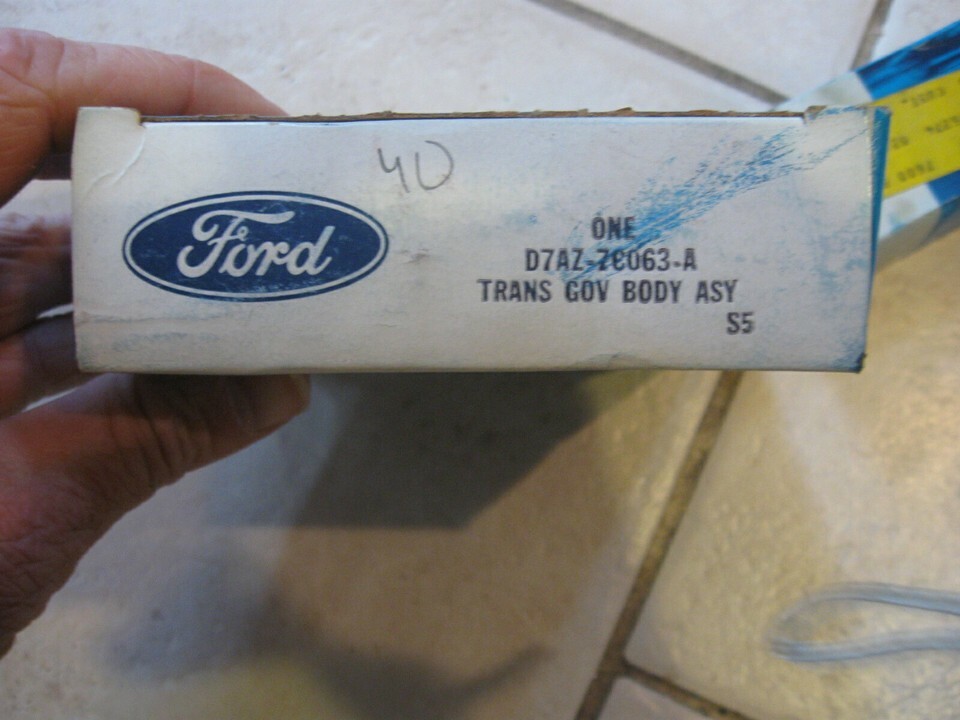 40
Ford
ONE
D7AZ-7C063-A
TRANS GOV BODY ASY
S5